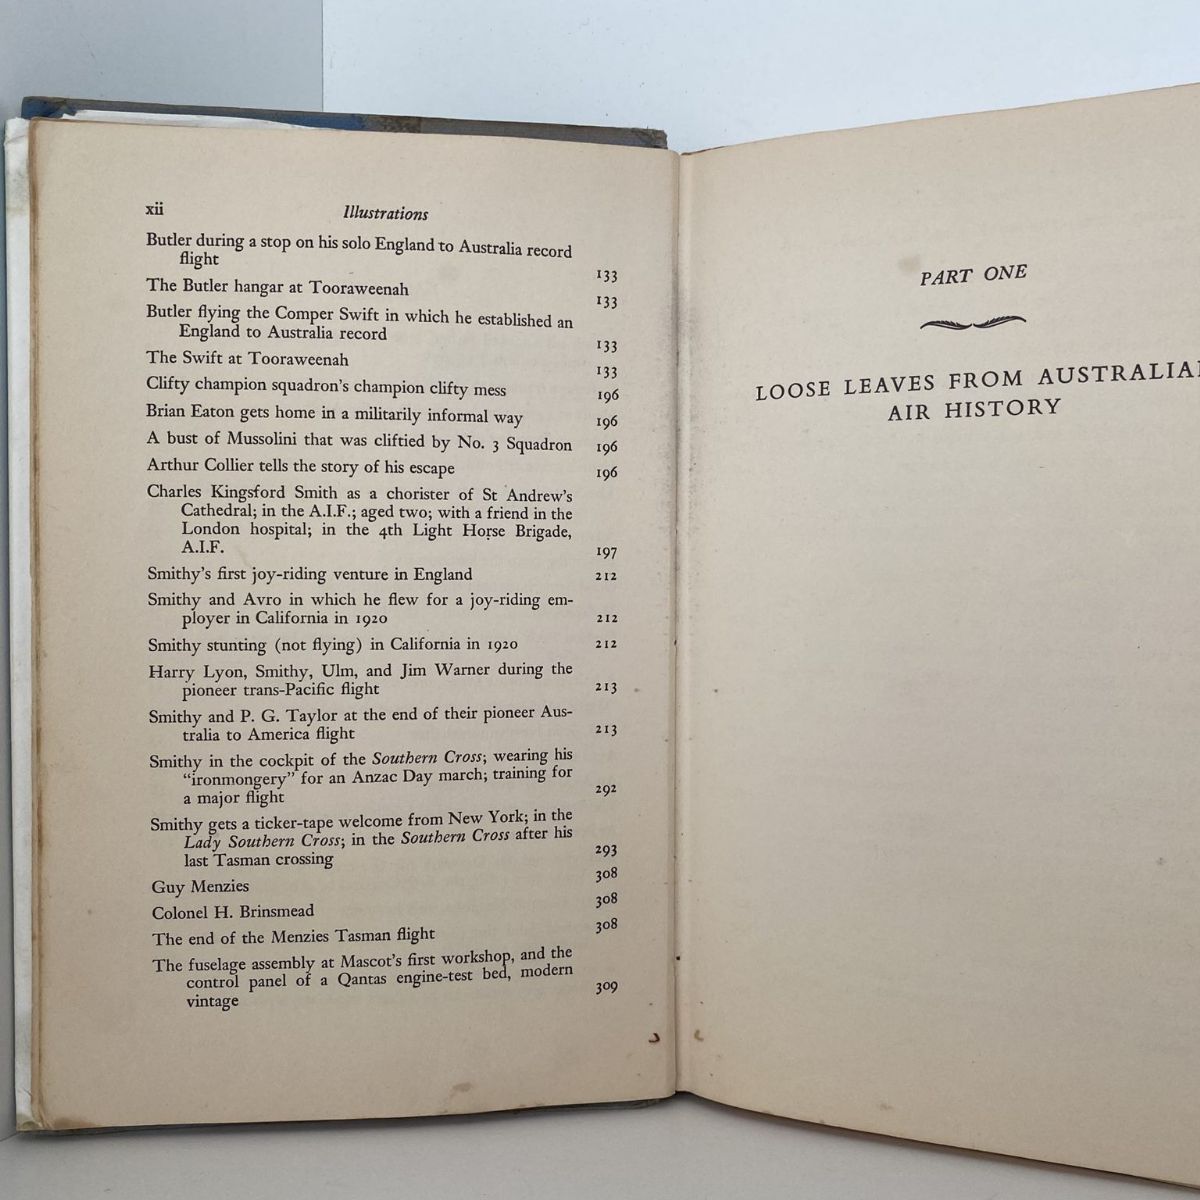 xii Illustrations
Butler during a stop on his solo England to Australia record
flight 133
The Butler hangar at Tooraweenah 133
Butler flying the Comper Swift in which he established an
England to Australia record 133
The Swift at Tooraweenah 133
Clifty champion squadron's champion clifty mess 196
Brian Eaton gets home in a militarily informal way 196
A bust of Mussolini that was cliftied by No. 3 Squadron 196
Arthur Collier tells the story of his escape 196
Charles Kingsford Smith as a chorister of St Andrew's
Cathedral; in the A.I.F.; aged two; with a friend in the
London hospital; in the 4th Light Horse Brigade,
A.I.F. 197
Smithy's first joy-riding venture in England 212
Smithy and Avro in which he flew for a joy-riding em-
ployer in California in 1920 212
Smithy stunting (not flying) in California in 1920 212
Harry Lyon, Smithy, Ulm, and Jim Warner during the
pioneer trans-Pacific flight 213
Smithy and P. G. Taylor at the end of their pioneer Aus-
tralia to America flight 213
Smithy in the cockpit of the Southern Cross; wearing his
"ironmongery" for an Anzac Day march; training for
a major flight 292
Smithy gets a ticker-tape welcome from New York; in the
Lady Southern Cross; in the Southern Cross after his
last Tasman crossing 293
Guy Menzies 308
Colonel H. Brinsmead 308
The end of the Menzies Tasman flight 308
The fuselage assembly at Mascot's first workshop, and the
control panel of a Qantas engine-test bed, modern
vintage 309
PART ONE
LOOSE LEAVES FROM AUSTRALIAN
AIR HISTORY